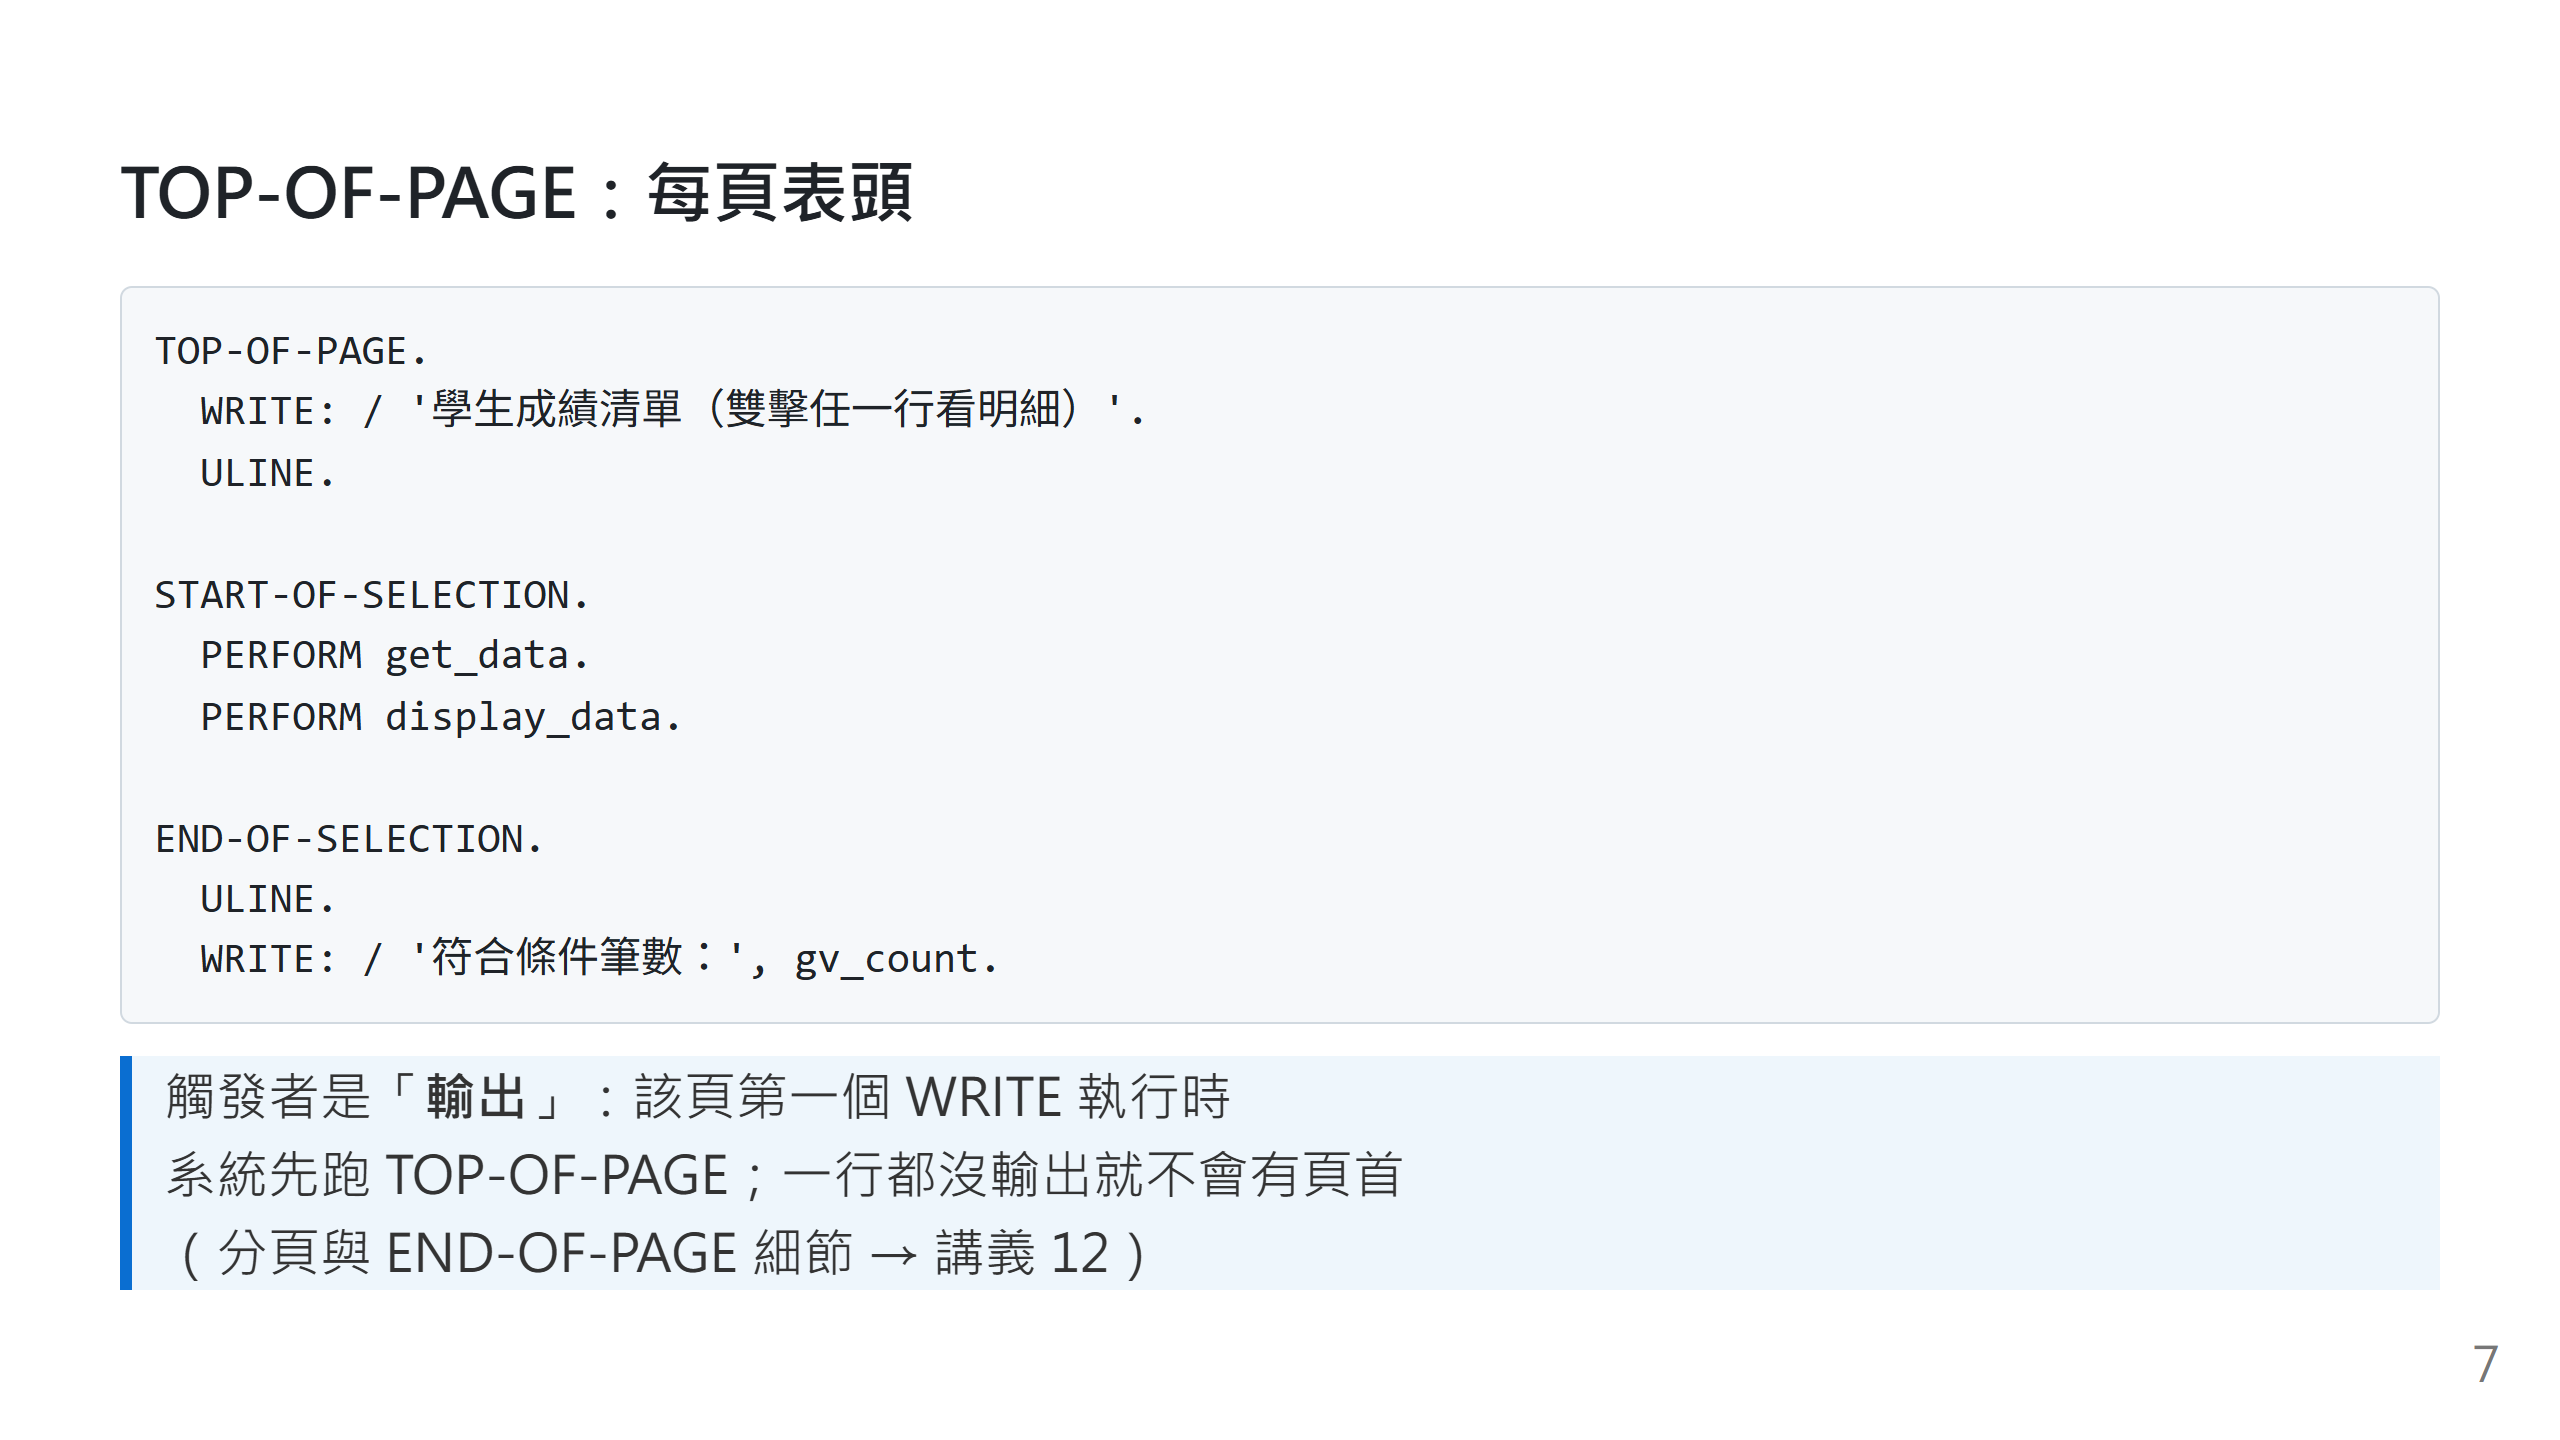 TOP-OF-PAGE：每頁表頭
TOP-OF-PAGE.
  WRITE: / '學生成績清單（雙擊任一行看明細）'.
  ULINE.
START-OF-SELECTION.
  PERFORM get_data.
  PERFORM display_data.
END-OF-SELECTION.
  ULINE.
  WRITE: / '符合條件筆數：', gv_count.
觸發者是「輸出」：該頁第一個 WRITE 執行時
系統先跑 TOP-OF-PAGE；一行都沒輸出就不會有頁首
（分頁與 END-OF-PAGE 細節 → 講義 12）
7